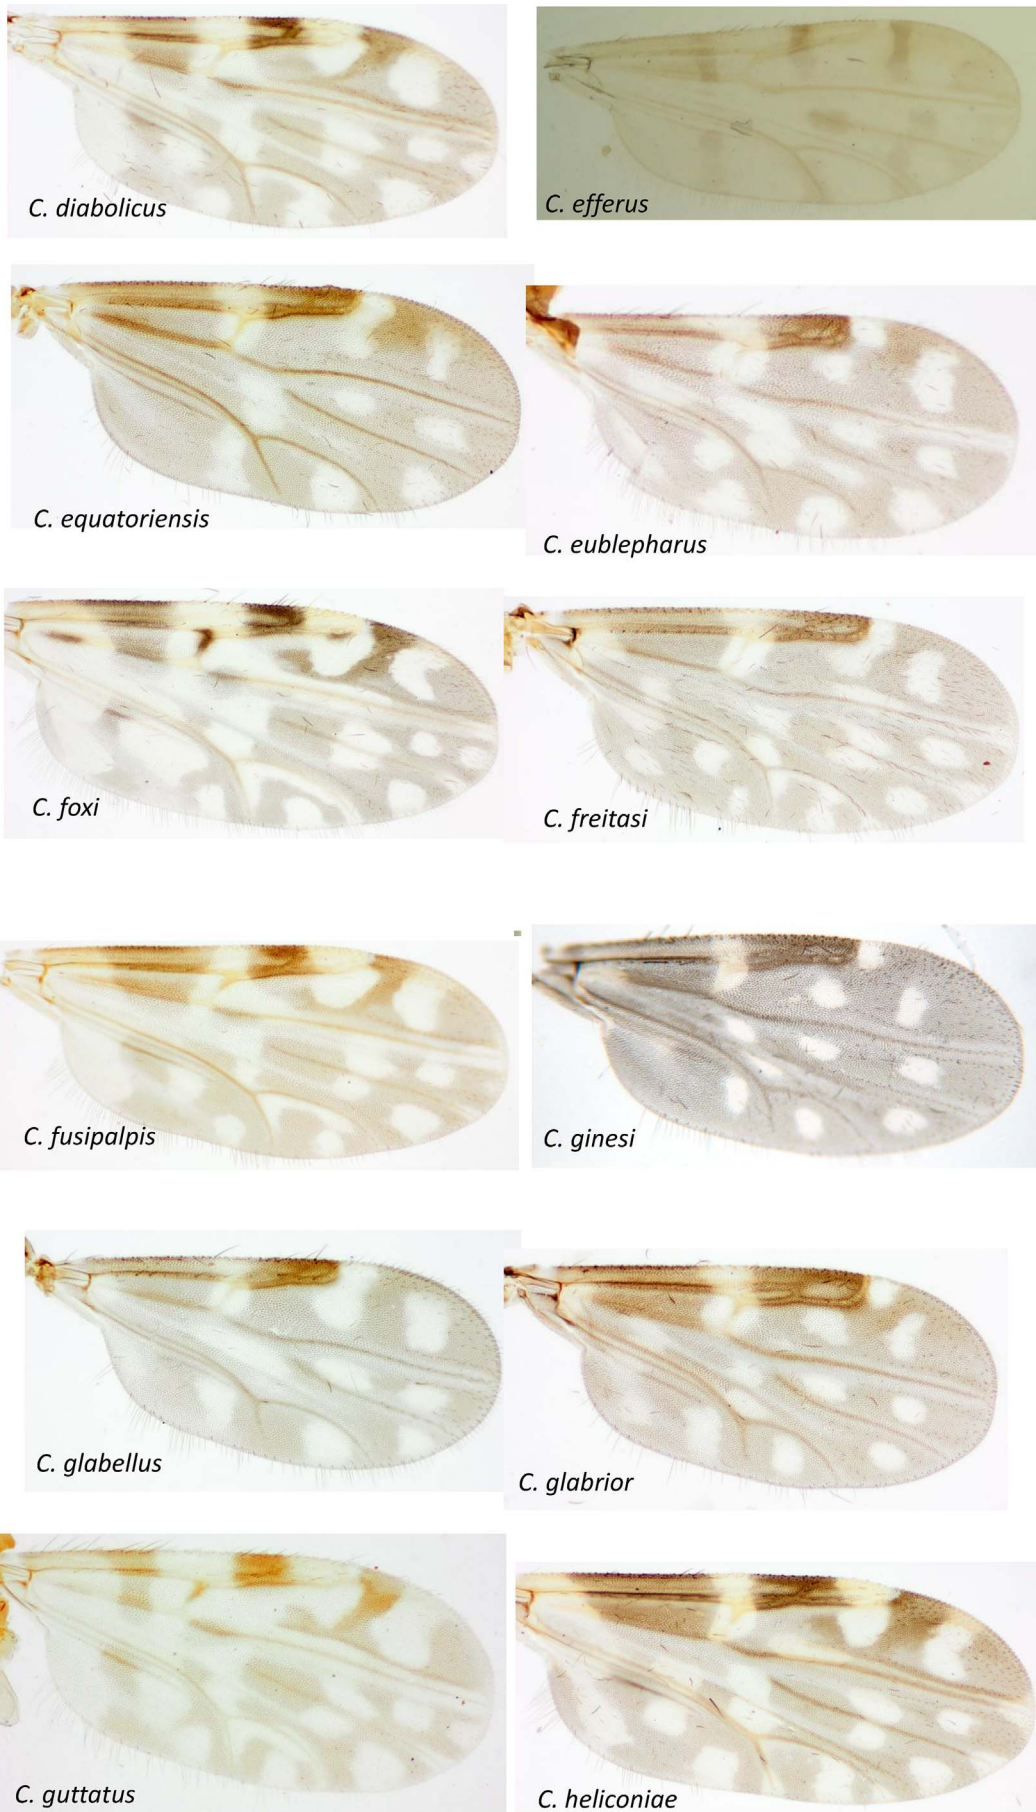 C. diabolicus
C. efferus
C. equatoriensis
C. eublepharus
C. foxi
C. freitasi
C. fusipalpis
C. ginesi
C. glabellus
C. glabrior
C. guttatus
C. heliconiae